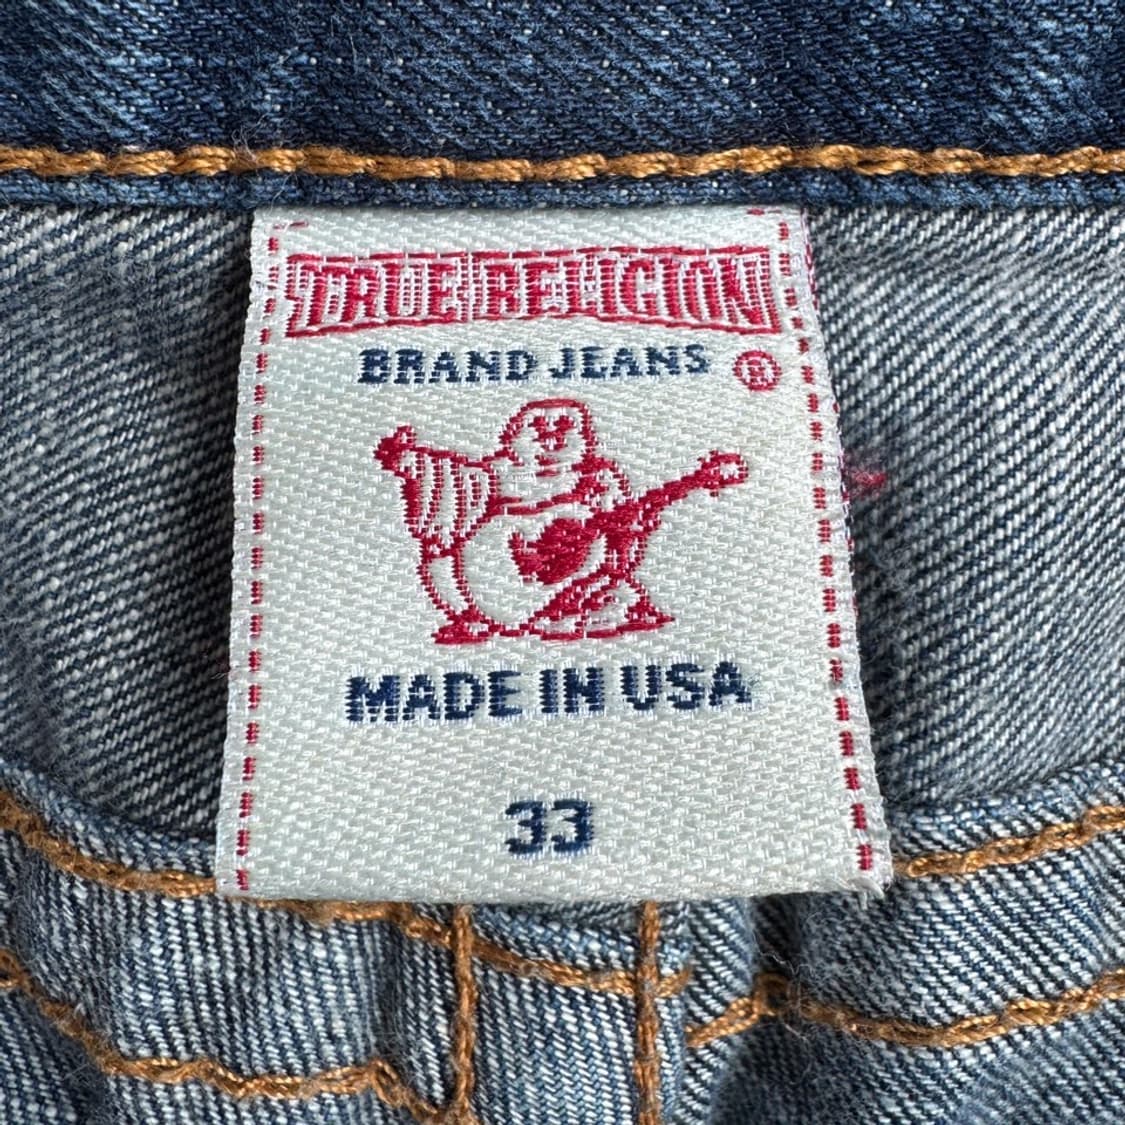 TRUE RELIGION
BRAND JEANS ®
MADE IN USA
33